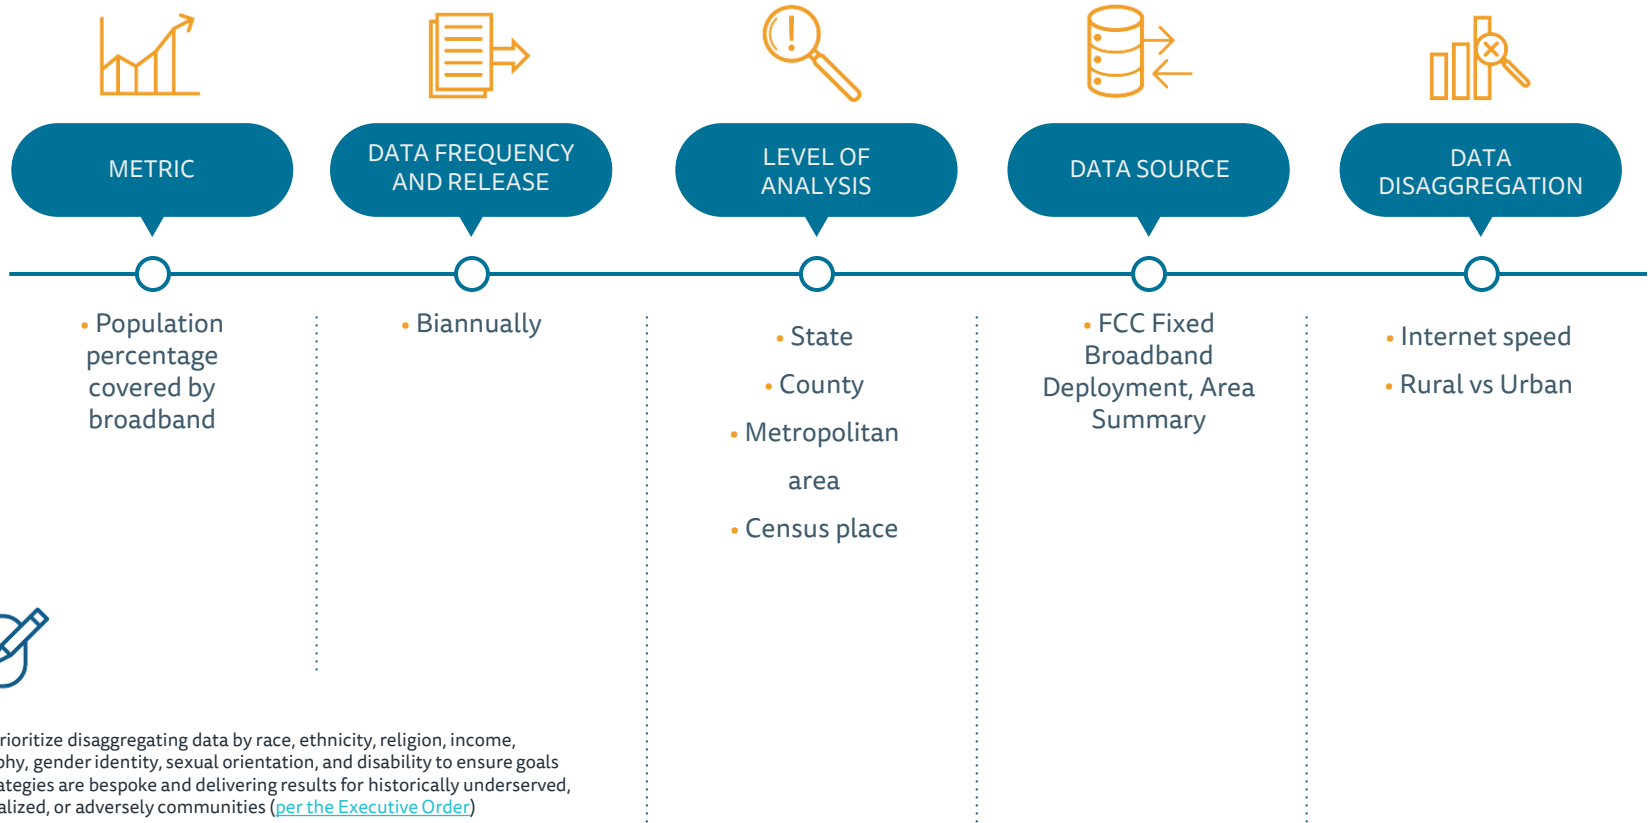 METRIC
DATA FREQUENCY
AND RELEASE
LEVEL OF
ANALYSIS
DATA SOURCE
DATA
DISAGGREGATION
• Population
percentage
covered by
broadband
• Biannually
• State
• County
• Metropolitan
area
• Census place
• FCC Fixed
Broadband
Deployment, Area
Summary
• Internet speed
• Rural vs Urban
rioritize disaggregating data by race, ethnicity, religion, income,
phy, gender identity, sexual orientation, and disability to ensure goals
ategies are bespoke and delivering results for historically underserved,
alized, or adversely communities (per the Executive Order)